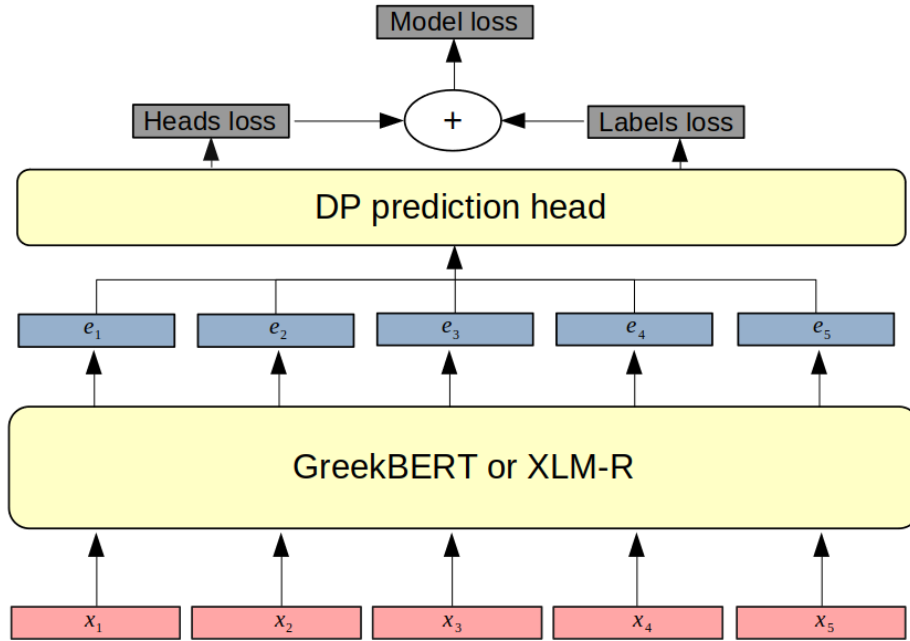 Model loss
Heads loss
+
Labels loss
DP prediction head
e₁ e₂ e₃ e₄ e₅
GreekBERT or XLM-R
x₁ x₂ x₃ x₄ x₅